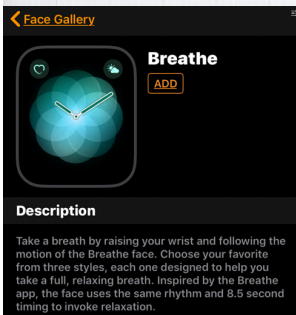 Face Gallery
Breathe
ADD
Description
Take a breath by raising your wrist and following the
motion of the Breathe face. Choose your favorite
from three styles, each one designed to help you
take a full, relaxing breath. Inspired by the Breathe
app, the face uses the same rhythm and 8.5 second
timing to invoke relaxation.